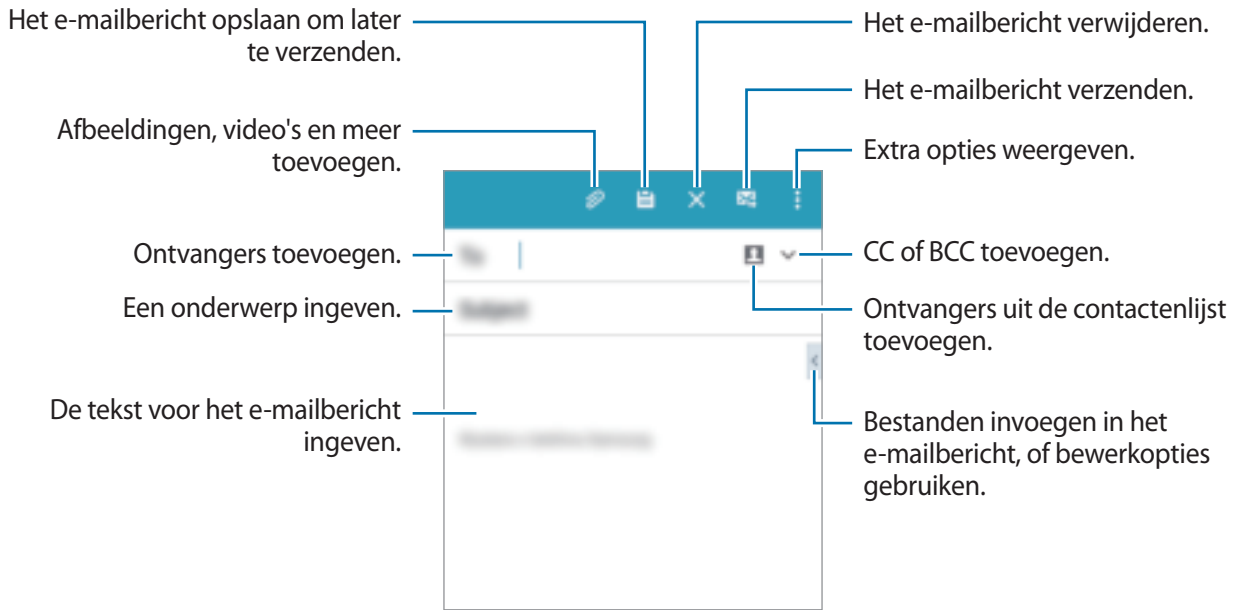 Het e-mailbericht opslaan om later
te verzenden.
Afbeeldingen, video's en meer
toevoegen.
Ontvangers toevoegen.
Een onderwerp ingeven.
De tekst voor het e-mailbericht
ingeven.
To
Subject
Het e-mailbericht verwijderen.
Het e-mailbericht verzenden.
Extra opties weergeven.
CC of BCC toevoegen.
Ontvangers uit de contactenlijst
toevoegen.
Bestanden invoegen in het
e-mailbericht, of bewerkopties
gebruiken.